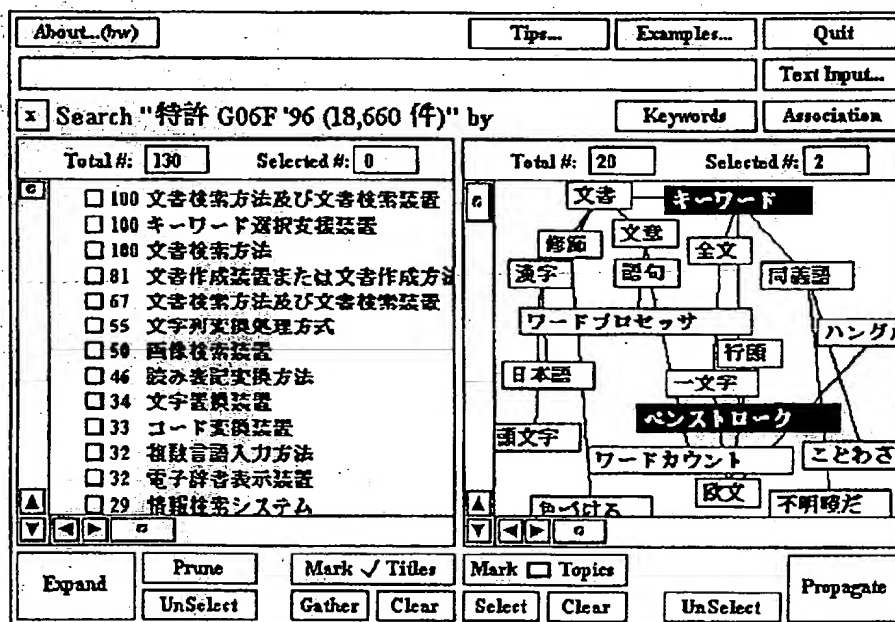 About...(hw) Tips... Examples... Quit
Text Input...
x Search "特許 G06F '96 (18,660 件)" by Keywords Association
Total #: 130 Selected #: 0
100 文書検索方法及び文書検索装置
100 キーワード選択支援装置
100 文書検索方法
81 文書作成装置または文書作成方法
67 文書検索方法及び文書検索装置
55 文字列変換処理方式
50 画像検索装置
46 読み表記変換方法
34 文字置換装置
33 コード変換装置
32 複数言語入力方法
32 電子辞書表示装置
29 情報検索システム
Total #: 20 Selected #: 2
文書 キーワード
修飾 文章 全文
漢字 語句 同義語
ワードプロセッサ ハングル
行頭
日本語 一文字
ペンストローク
頭文字
ワードカウント ことわざ
欧文
色づける 不明瞭だ
Expand Prune Mark ✓ Titles Mark Topics Propagate
UnSelect Gather Clear Select Clear UnSelect